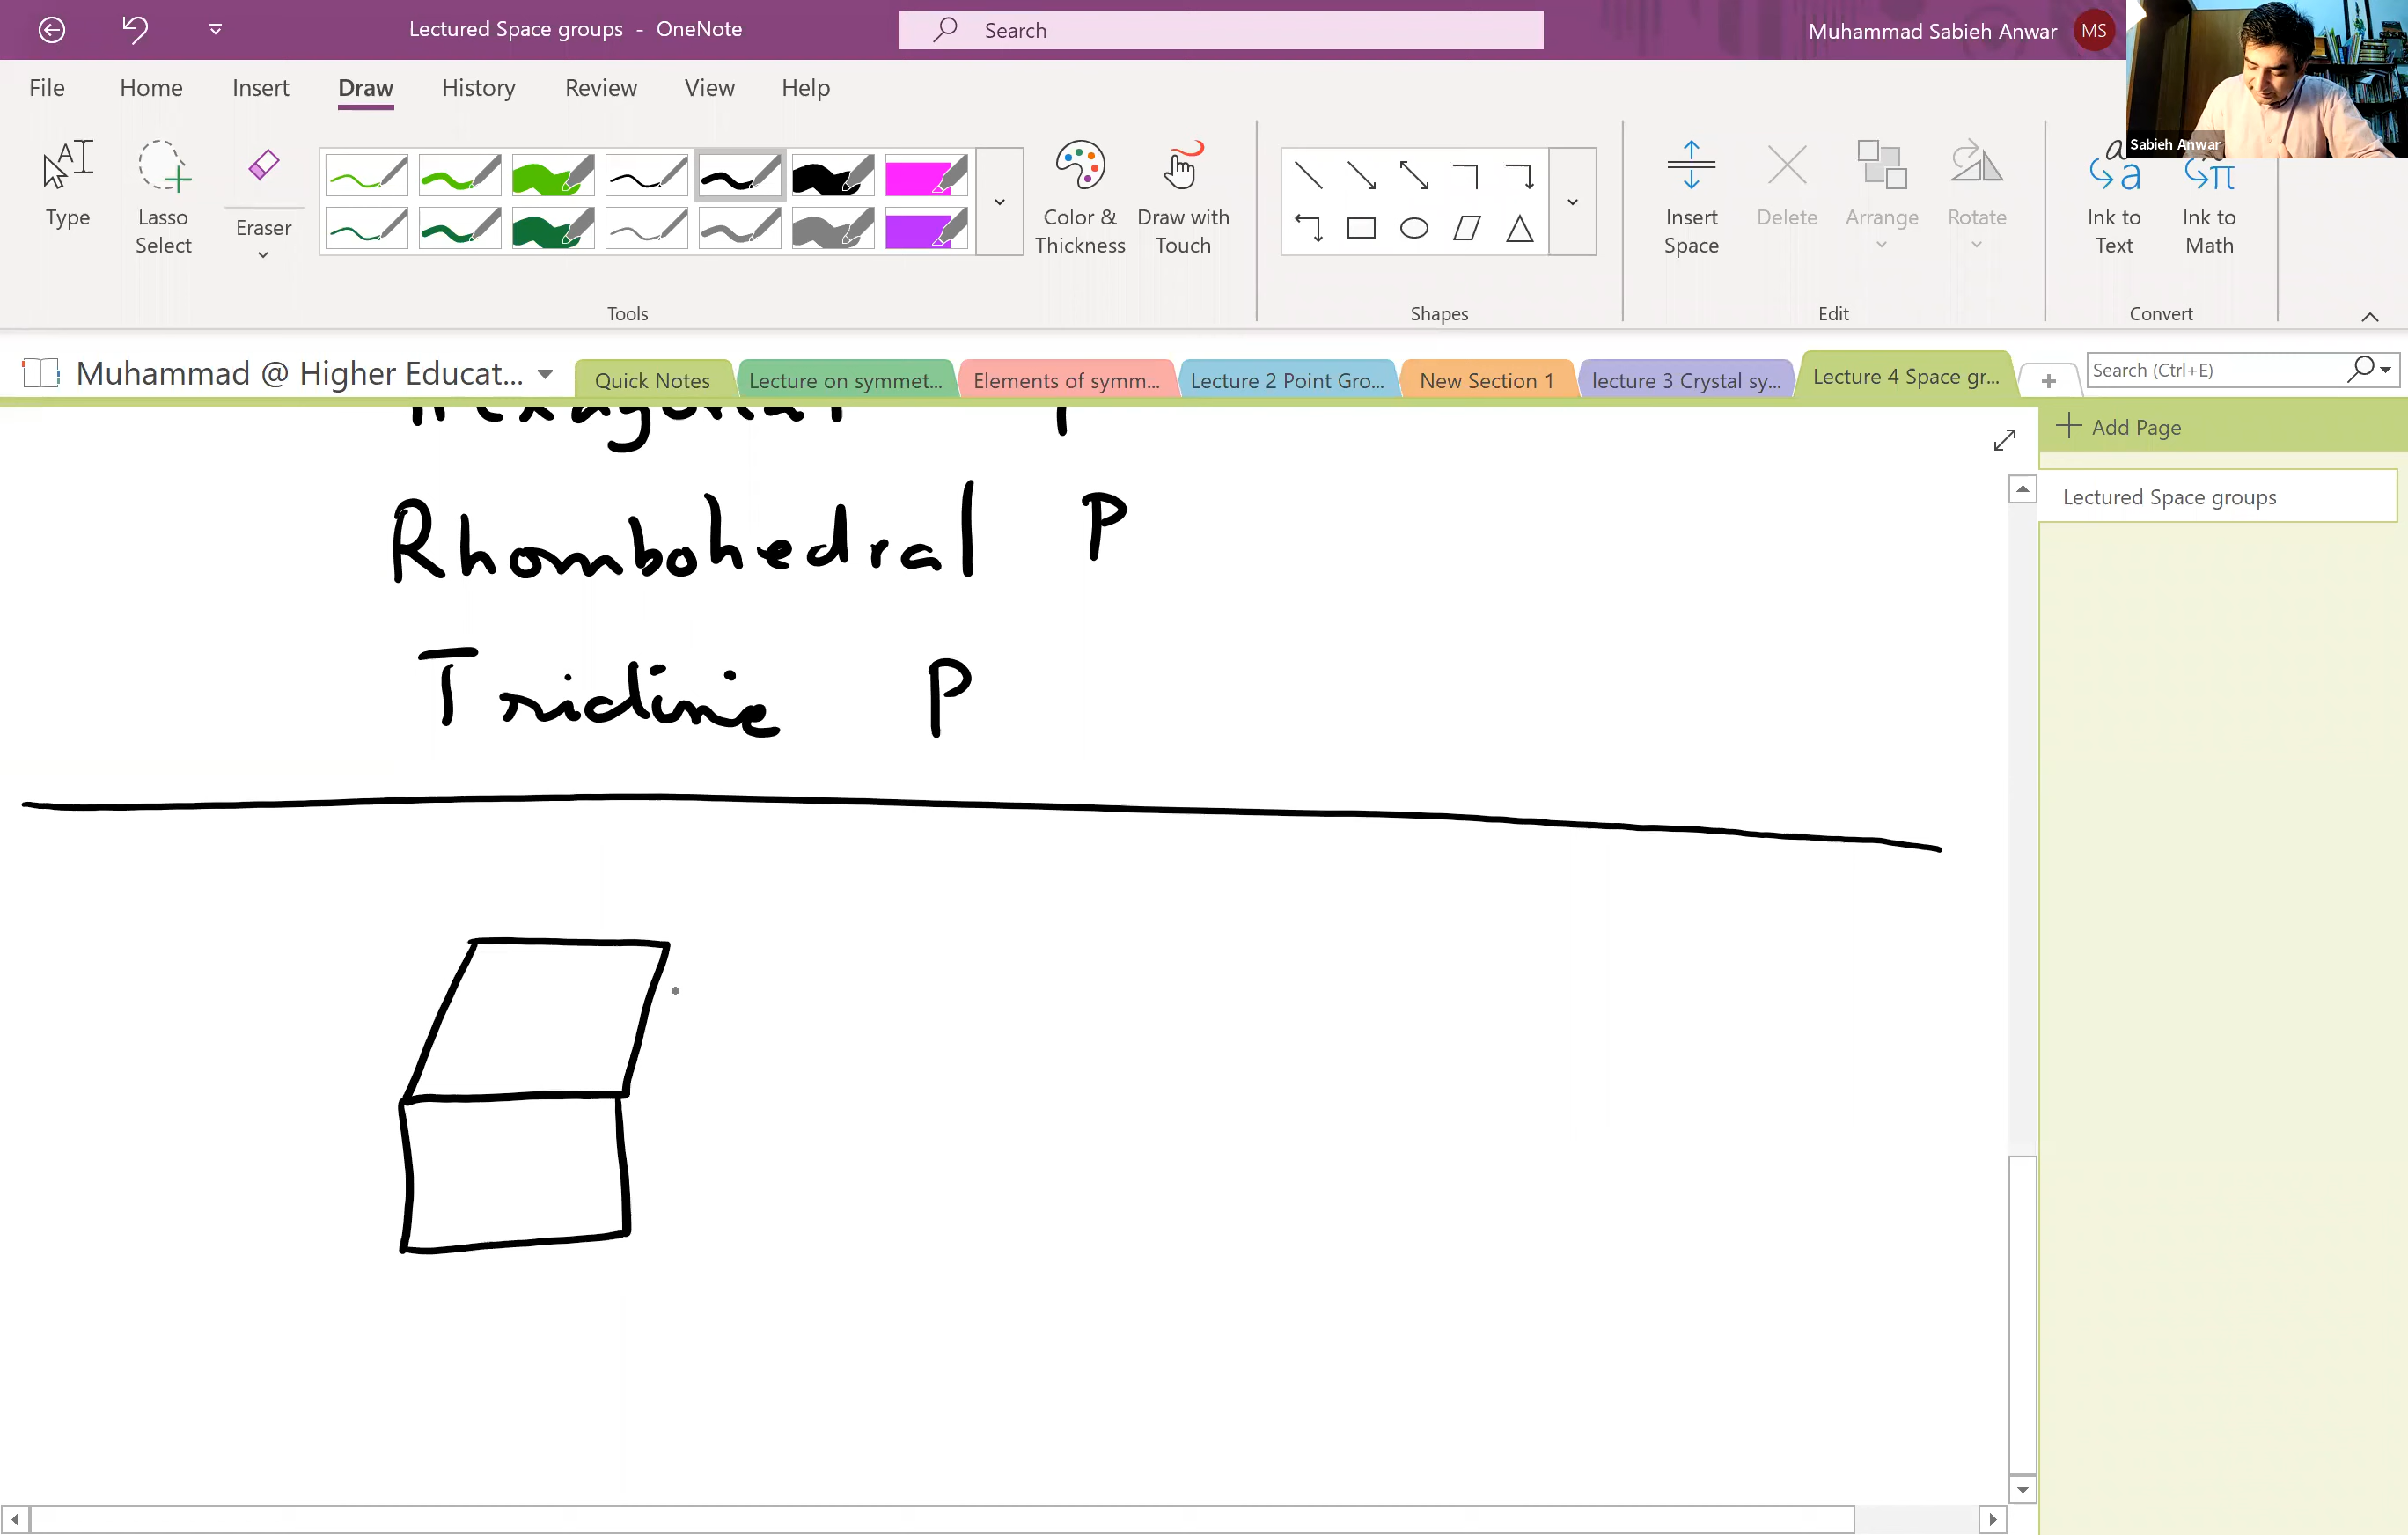 Lectured Space groups - OneNote
Search
Muhammad Sabieh Anwar
MS
File Home Insert Draw History Review View Help
Type
Lasso Select
Eraser
Color & Thickness
Draw with Touch
Insert Space
Delete
Arrange
Rotate
Ink to Text
Ink to Math
Sabieh Anwar
Tools
Shapes
Edit
Convert
Muhammad @ Higher Educat...
Quick Notes
Lecture on symmet...
Elements of symm...
Lecture 2 Point Gro...
New Section 1
lecture 3 Crystal sy...
Lecture 4 Space gr...
Search (Ctrl+E)
Add Page
Lectured Space groups
Hexagonal P
Rhombohedral P
Triclinic P